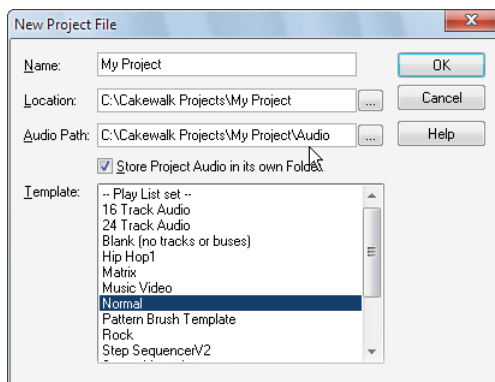 New Project File
Name: My Project OK
Location: C:\Cakewalk Projects\My Project ... Cancel
Audio Path: C:\Cakewalk Projects\My Project\Audio ... Help
Store Project Audio in its own Folder
Template: -- Play List set --
16 Track Audio
24 Track Audio
Blank (no tracks or buses)
Hip Hop1
Matrix
Music Video
Normal
Pattern Brush Template
Rock
Step SequencerV2